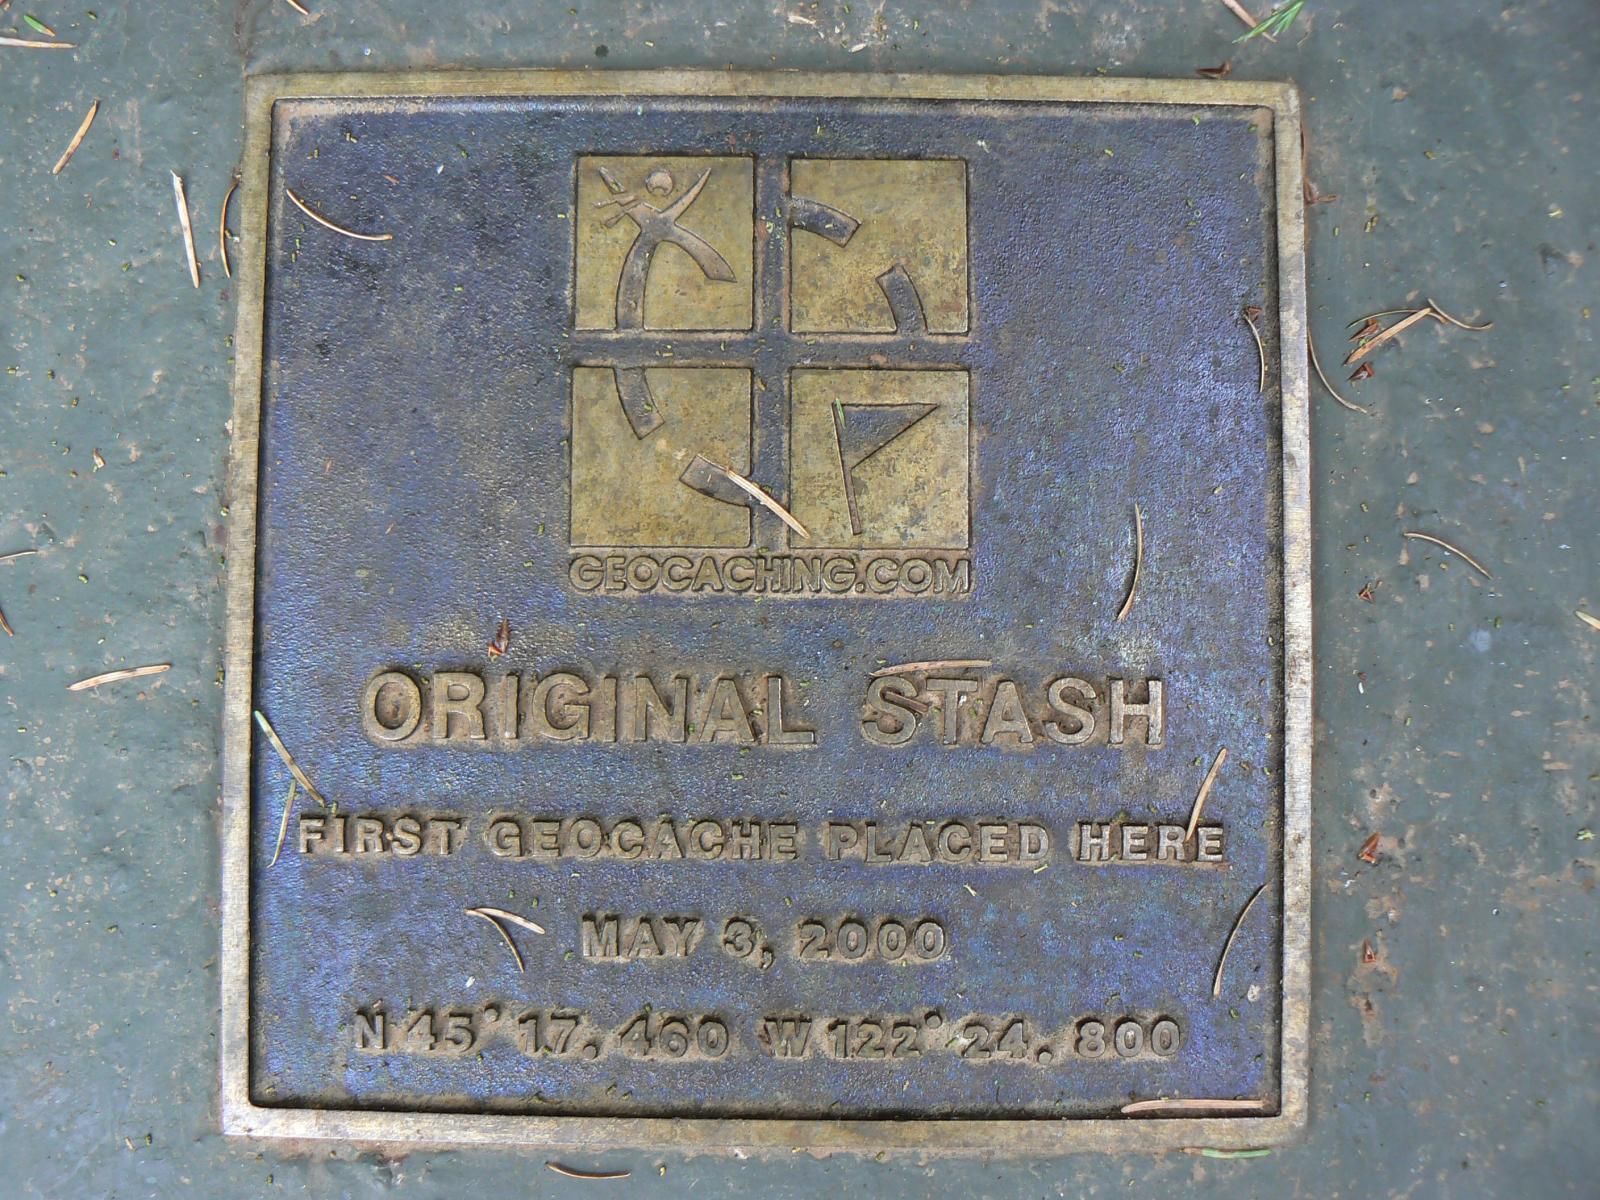 GEOCACHING.COM
ORIGINAL STASH
FIRST GEOCACHE PLACED HERE
MAY 3, 2000
N 45° 17. 460 W 122° 24. 800